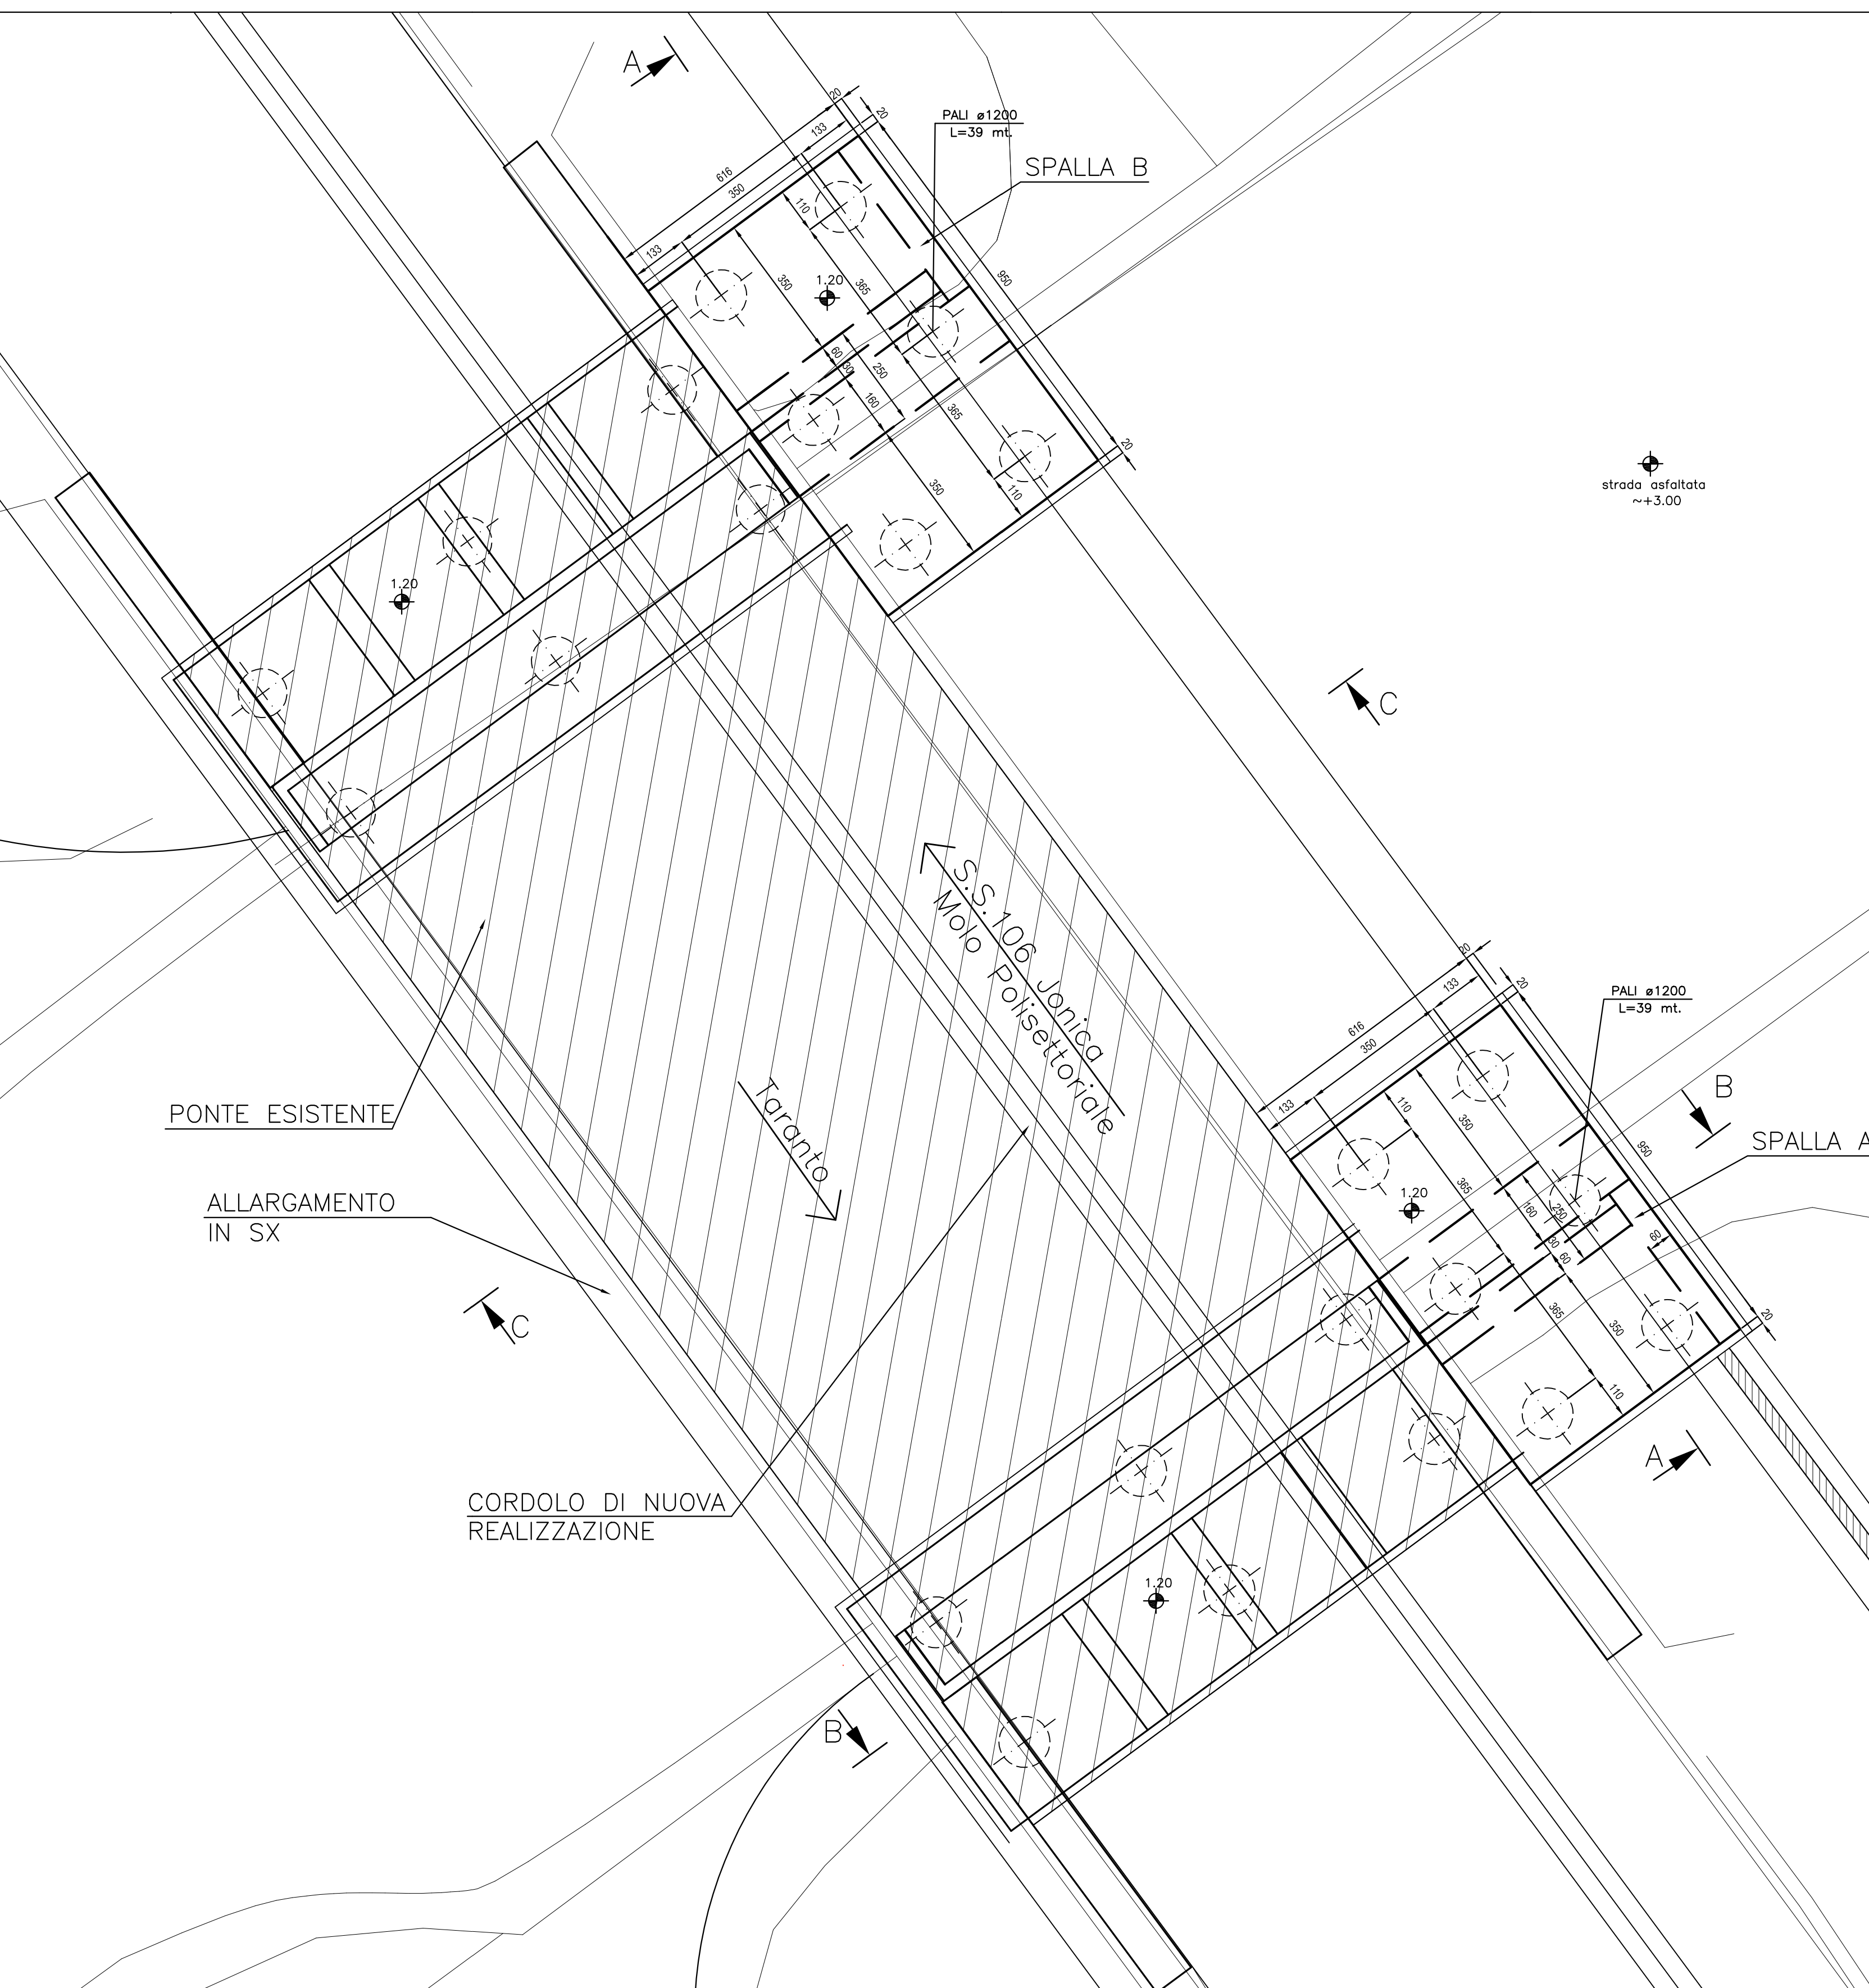 A
20
20
133
PALI ø1200
L=39 mt.
SPALLA B
616
350
110
133
350
1.20
365
950
60
30
250
160
365
350
110
20
strada asfaltata
~+3.00
1.20
C
S.S.106 Jonica
Molo Polisettoriale
Taranto
PONTE ESISTENTE
ALLARGAMENTO
IN SX
C
CORDOLO DI NUOVA
REALIZZAZIONE
20
20
133
PALI ø1200
L=39 mt.
616
350
133
110
350
B
950
SPALLA A
365
1.20
160
250
30
60
60
365
350
110
20
A
1.20
B